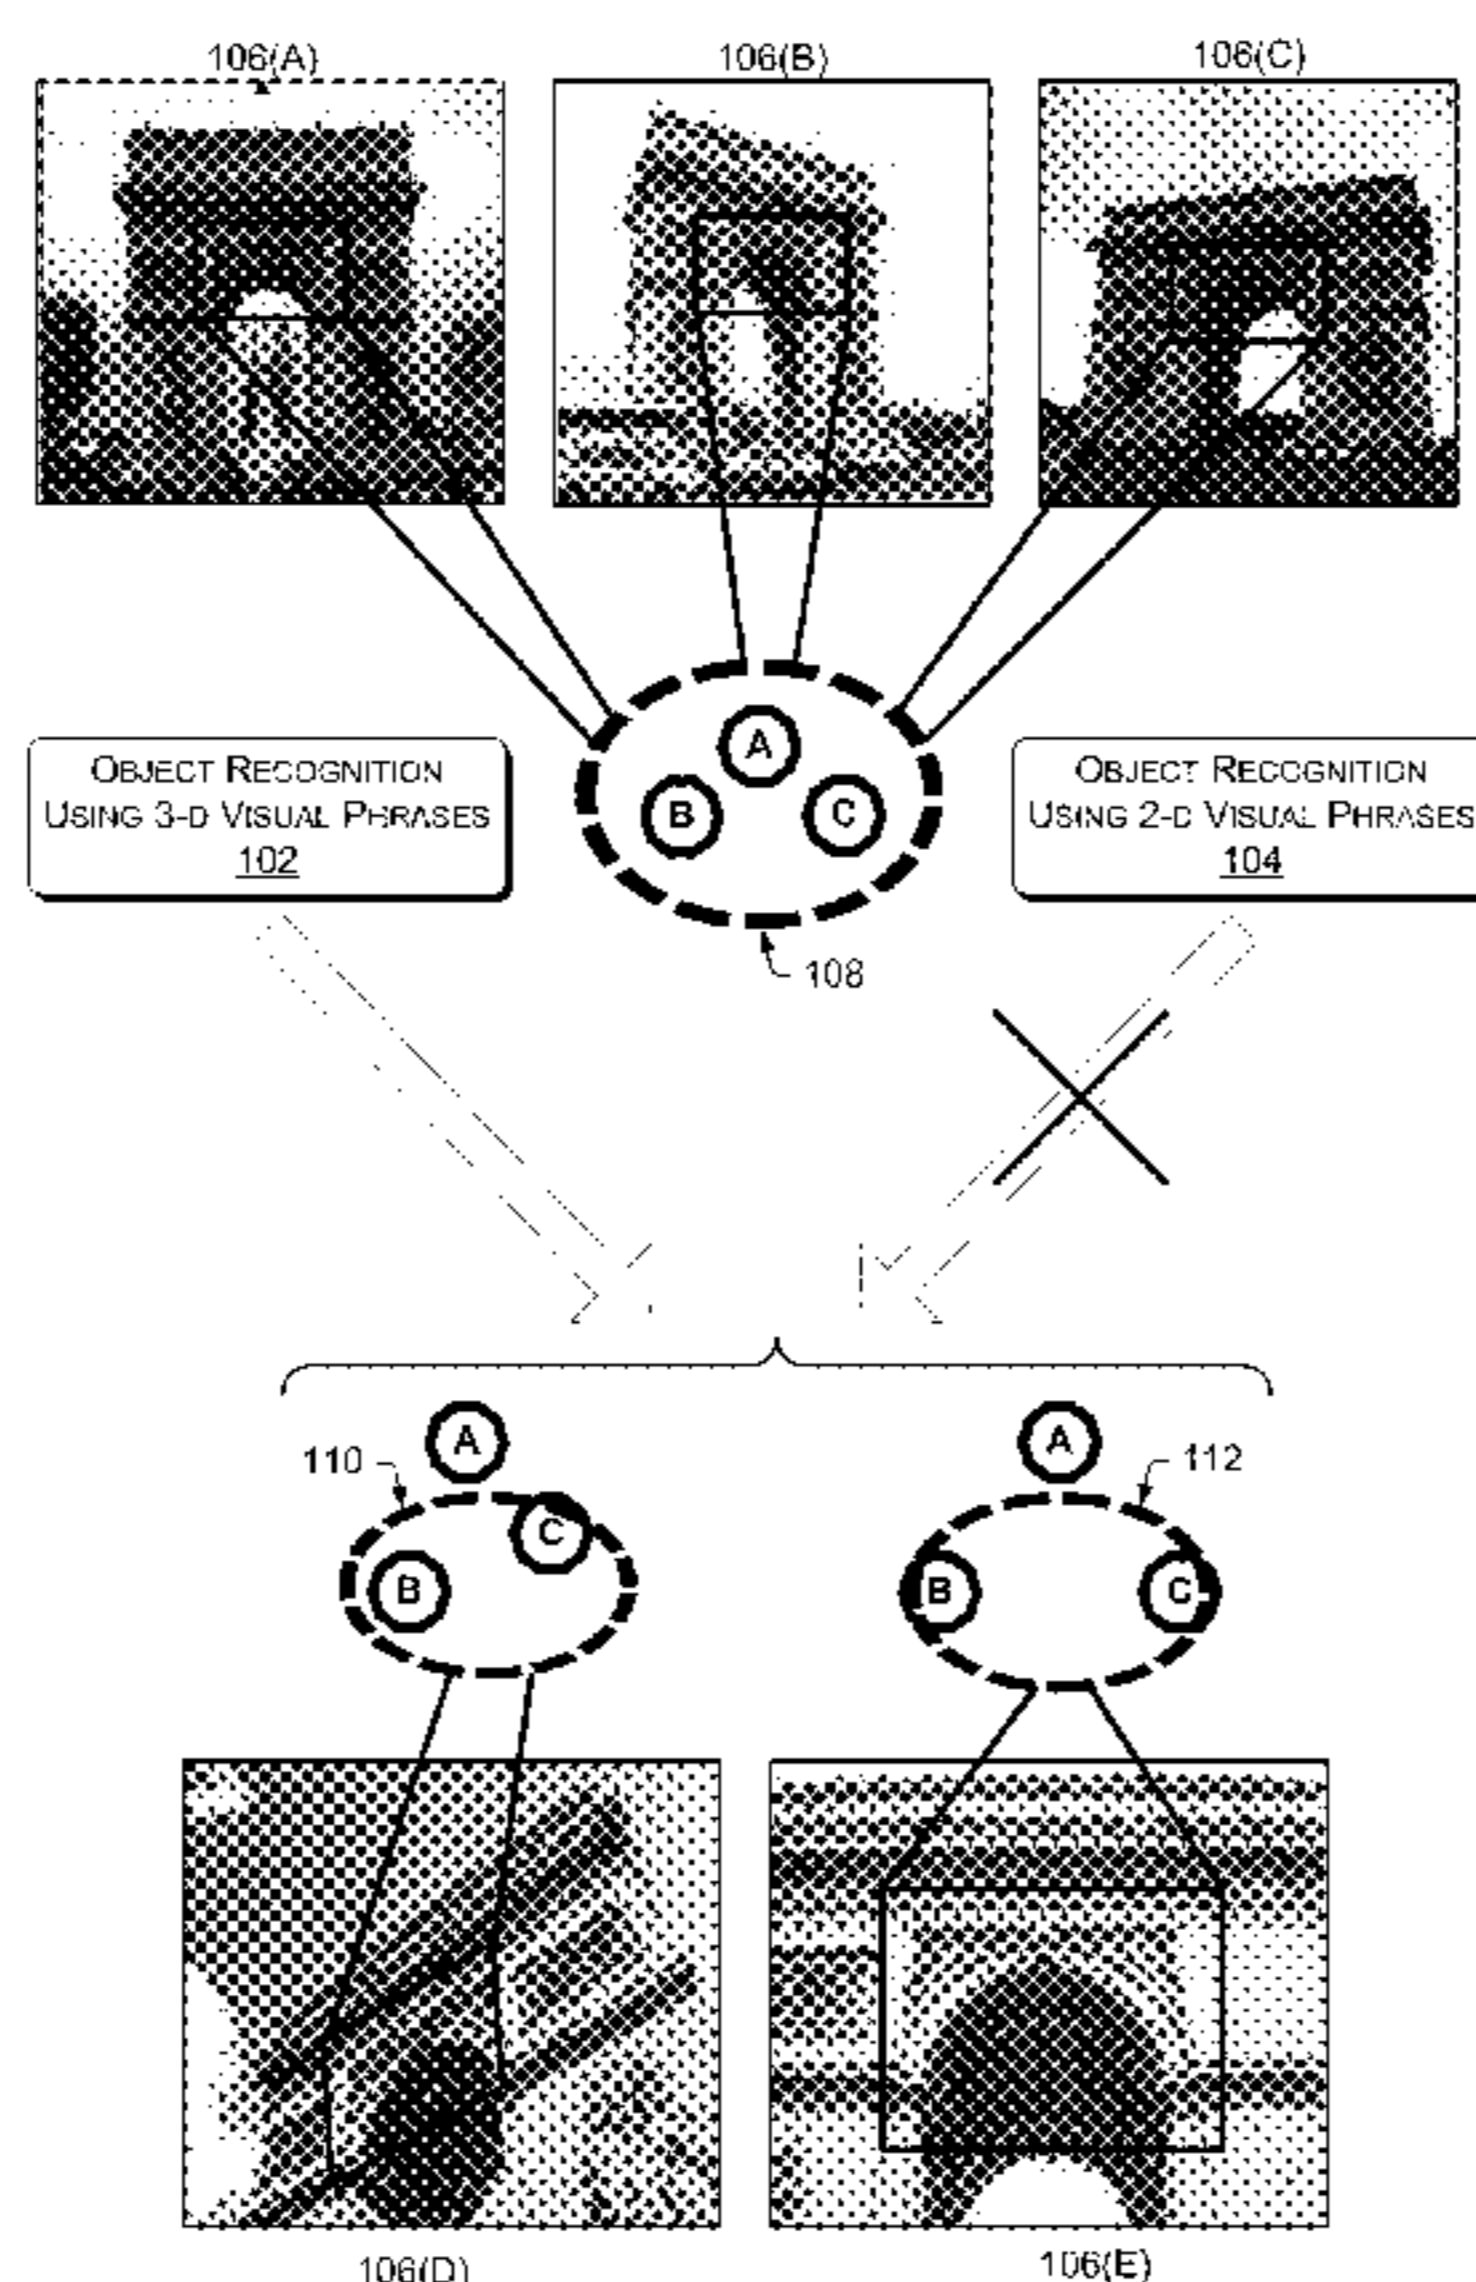 106(A)
106(B)
106(C)
OBJECT RECOGNITION
USING 3-D VISUAL PHRASES
102
A
B
C
OBJECT RECOGNITION
USING 2-D VISUAL PHRASES
104
108
A
110
C
B
A
112
B
C
106(D)
106(E)